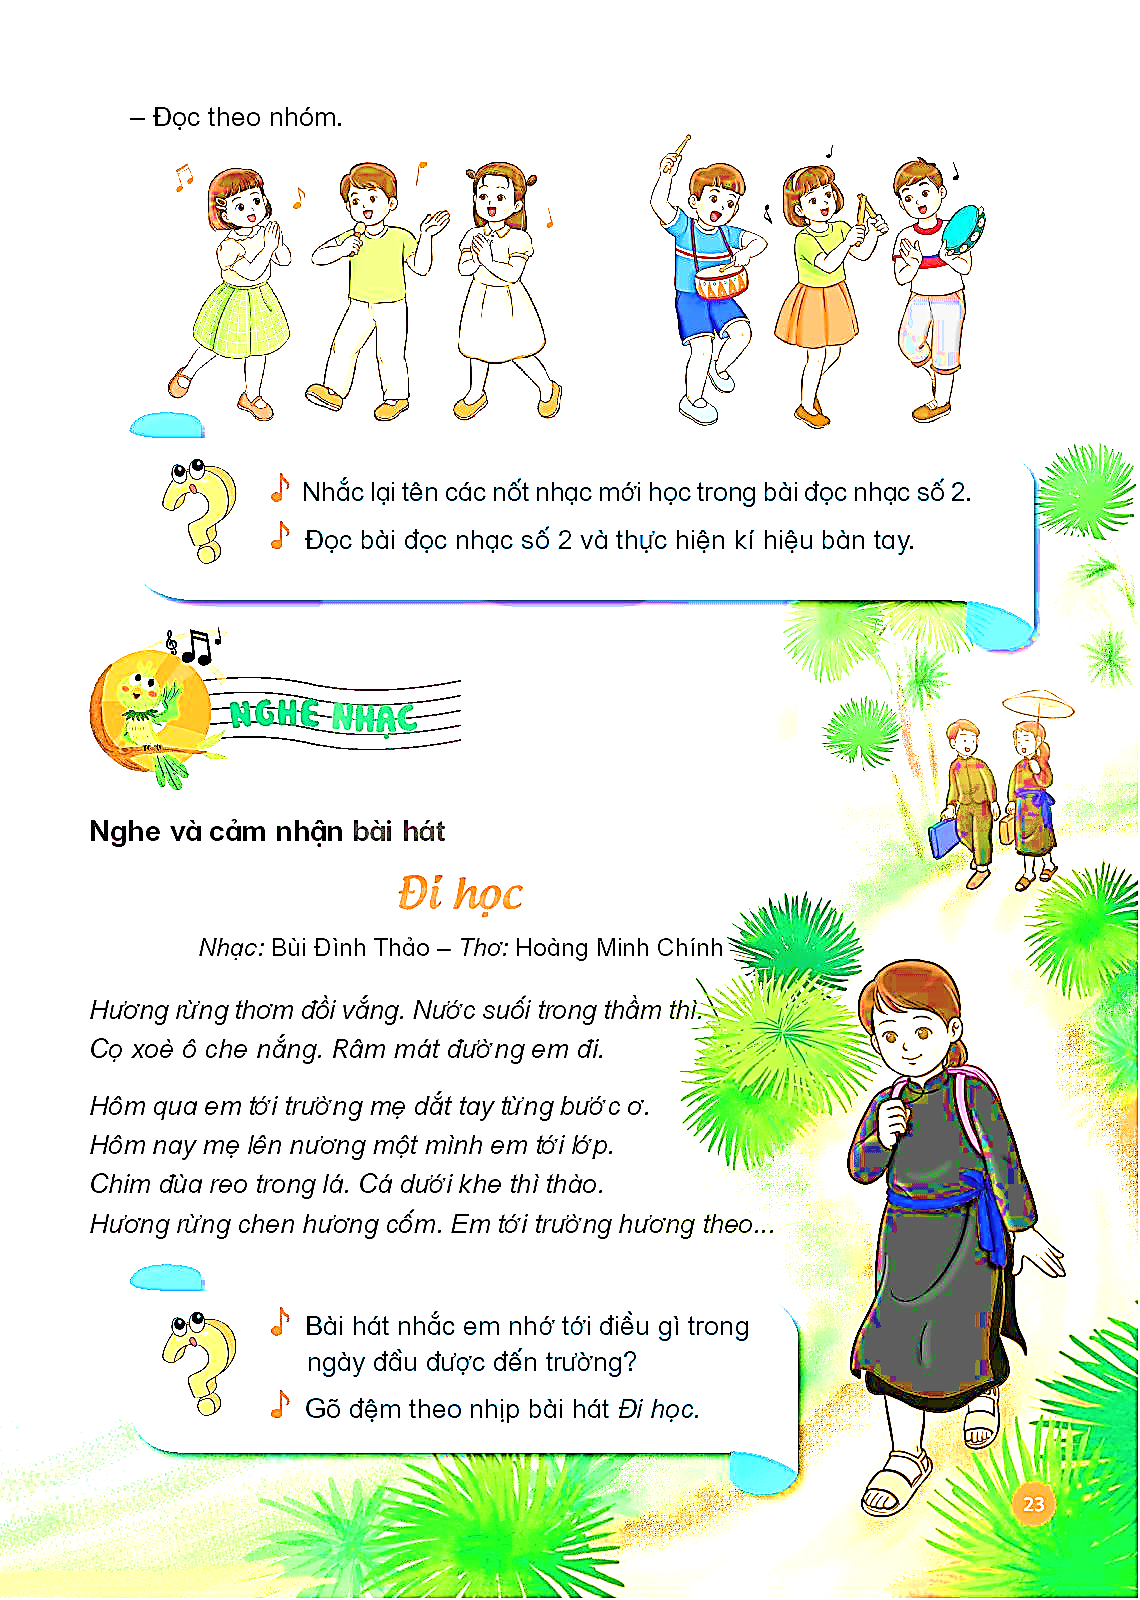 – Đọc theo nhóm.
Nhắc lại tên các nốt nhạc mới học trong bài đọc nhạc số 2.
Đọc bài đọc nhạc số 2 và thực hiện kí hiệu bàn tay.
NGHE NHẠC
Nghe và cảm nhận bài hát
Đi học
Nhạc: Bùi Đình Thảo – Thơ: Hoàng Minh Chính
Hương rừng thơm đồi vắng. Nước suối trong thầm thì.
Cọ xoè ô che nắng. Râm mát đường em đi.
Hôm qua em tới trường mẹ dắt tay từng bước ơ.
Hôm nay mẹ lên nương một mình em tới lớp.
Chim đùa reo trong lá. Cá dưới khe thì thào.
Hương rừng chen hương cốm. Em tới trường hương theo...
Bài hát nhắc em nhớ tới điều gì trong
ngày đầu được đến trường?
Gõ đệm theo nhịp bài hát Đi học.
23